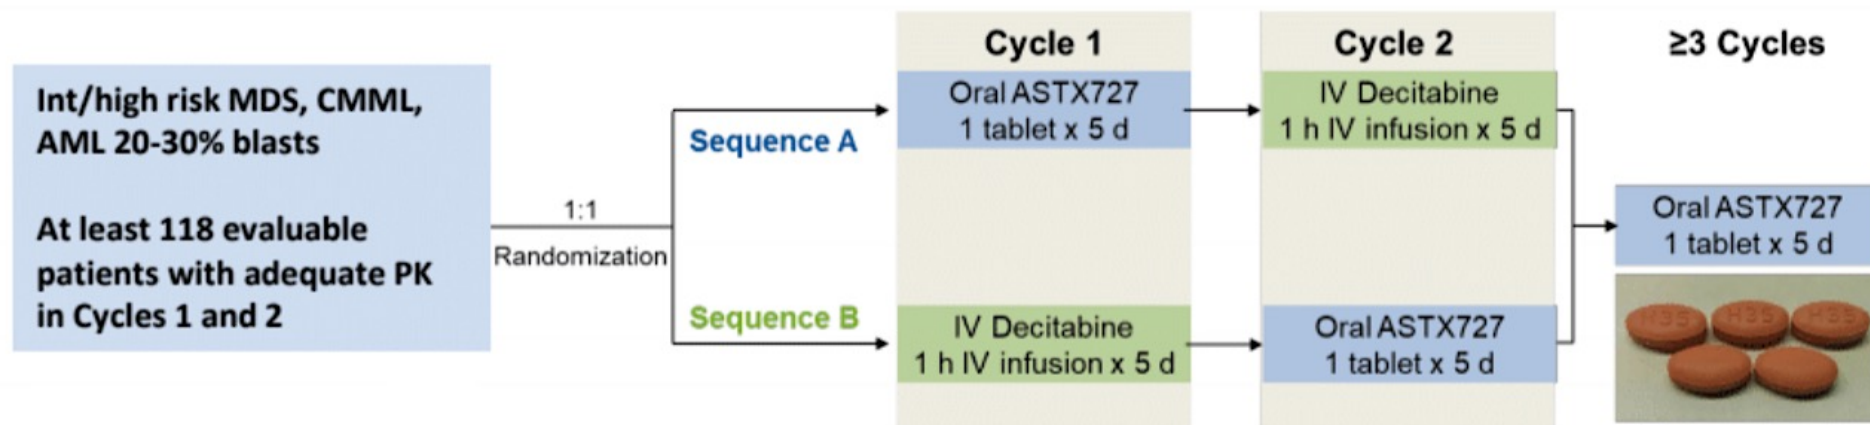 Int/high risk MDS, CMML,
AML 20-30% blasts
At least 118 evaluable
patients with adequate PK
in Cycles 1 and 2
1:1
Randomization
Sequence A
Sequence B
Cycle 1
Oral ASTX727
1 tablet x 5 d
IV Decitabine
1 h IV infusion x 5 d
Cycle 2
IV Decitabine
1 h IV infusion x 5 d
Oral ASTX727
1 tablet x 5 d
≥3 Cycles
Oral ASTX727
1 tablet x 5 d
H35 H35 H35